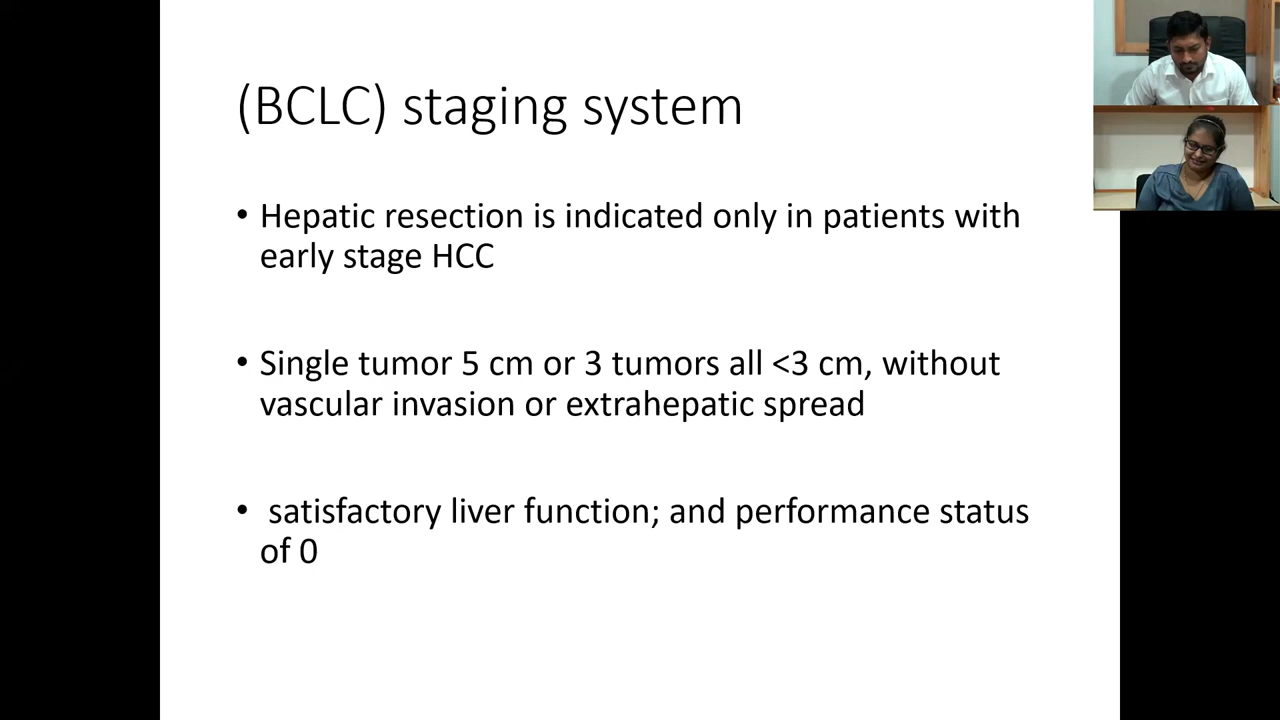 (BCLC) staging system
• Hepatic resection is indicated only in patients with
early stage HCC
• Single tumor 5 cm or 3 tumors all <3 cm, without
vascular invasion or extrahepatic spread
• satisfactory liver function; and performance status
of 0